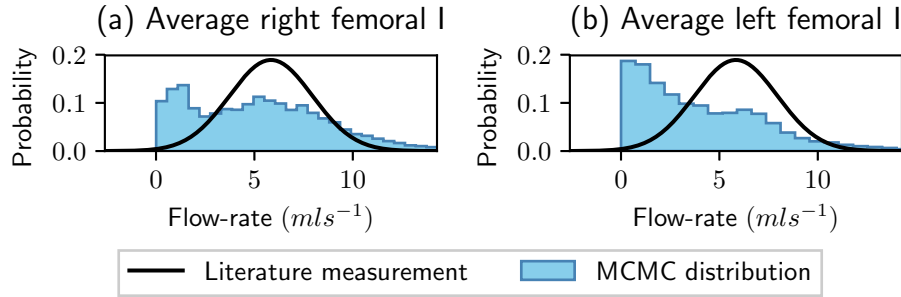 (a) Average right femoral I
(b) Average left femoral I
Probability
0.2
0.1
0.0
0
5
10
Flow-rate (mls⁻¹)
Probability
0.2
0.1
0.0
0
5
10
Flow-rate (mls⁻¹)
Literature measurement
MCMC distribution